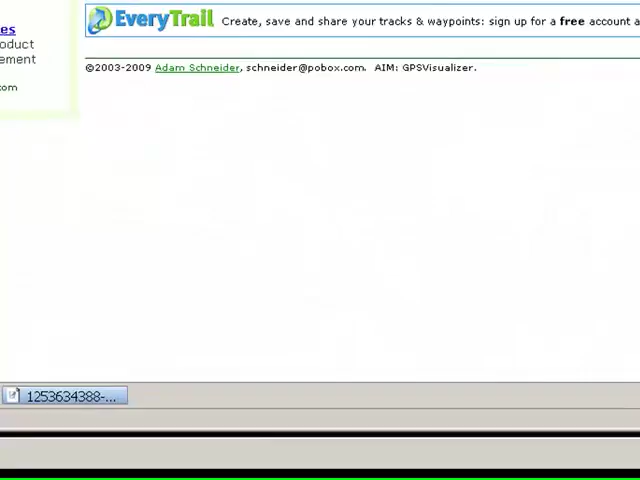 es
oduct
ement
com
EveryTrail Create, save and share your tracks & waypoints: sign up for a free account a
©2003-2009 Adam Schneider, schneider@pobox.com. AIM: GPSVisualizer.
1253634388-...